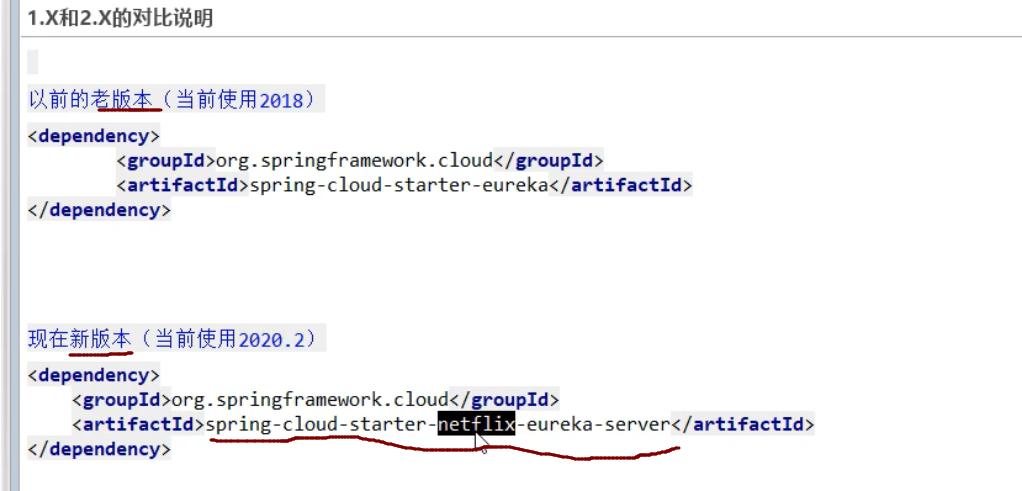 1.X和2.X的对比说明
以前的老版本（当前使用2018）
<dependency>
<groupId>org.springframework.cloud</groupId>
<artifactId>spring-cloud-starter-eureka</artifactId>
</dependency>
现在新版本（当前使用2020.2）
<dependency>
<groupId>org.springframework.cloud</groupId>
<artifactId>spring-cloud-starter-netflix-eureka-server</artifactId>
</dependency>